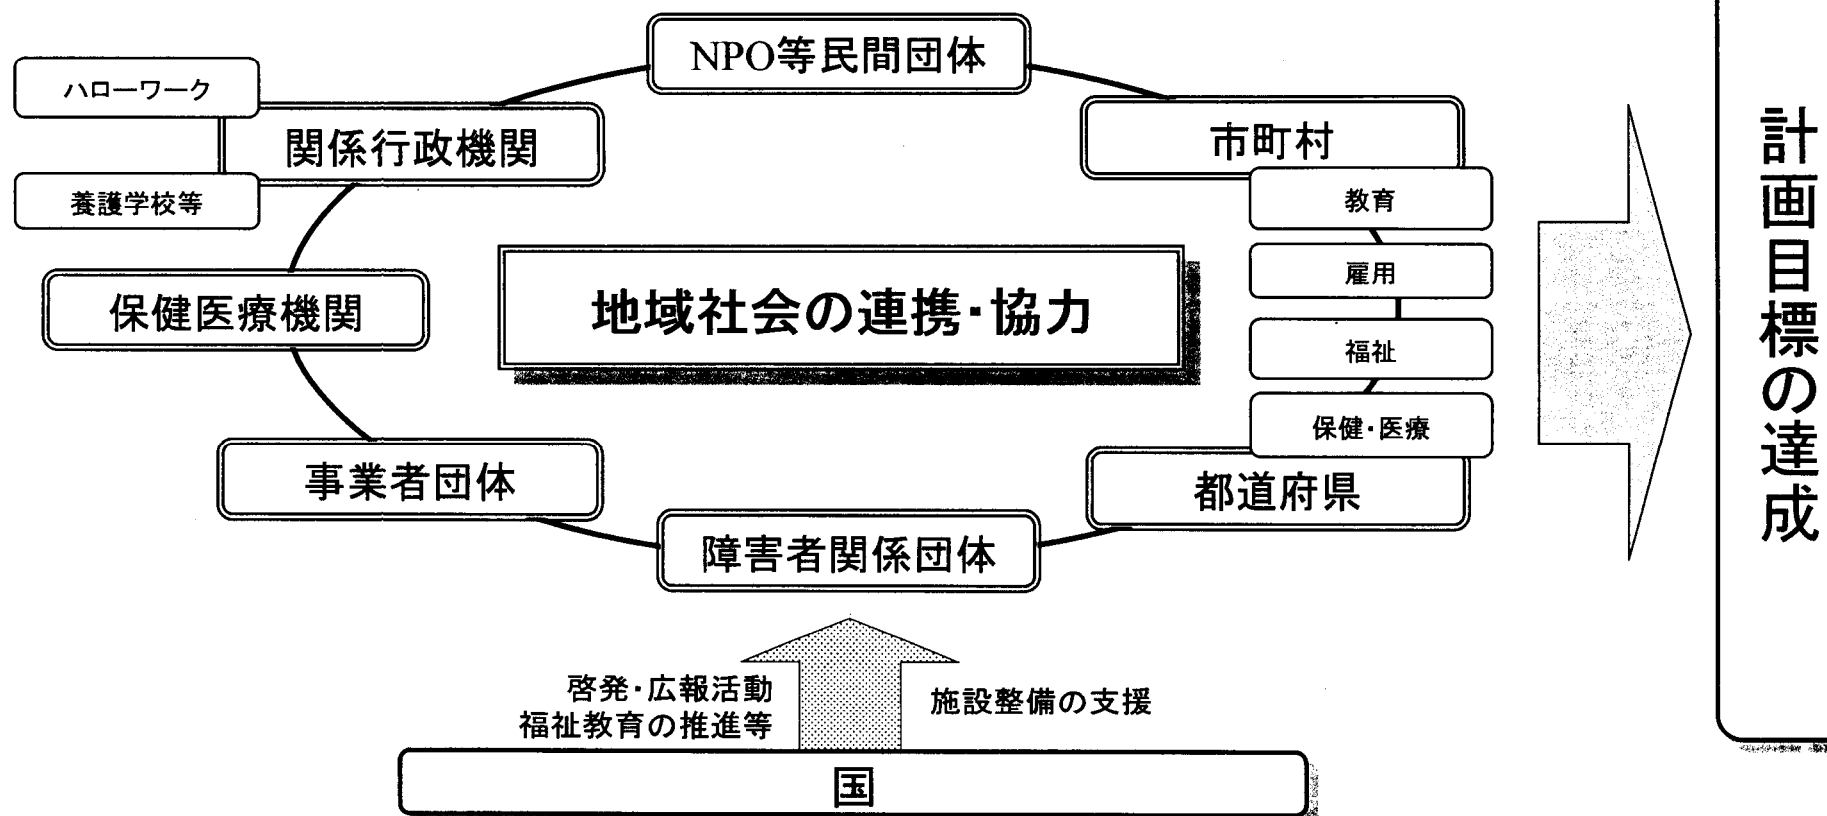 NPO等民間団体
ハローワーク
関係行政機関
養護学校等
市町村
教育
雇用
福祉
保健・医療
都道府県
保健医療機関
地域社会の連携・協力
事業者団体
障害者関係団体
啓発・広報活動
福祉教育の推進等
施設整備の支援
国
計画目標の達成